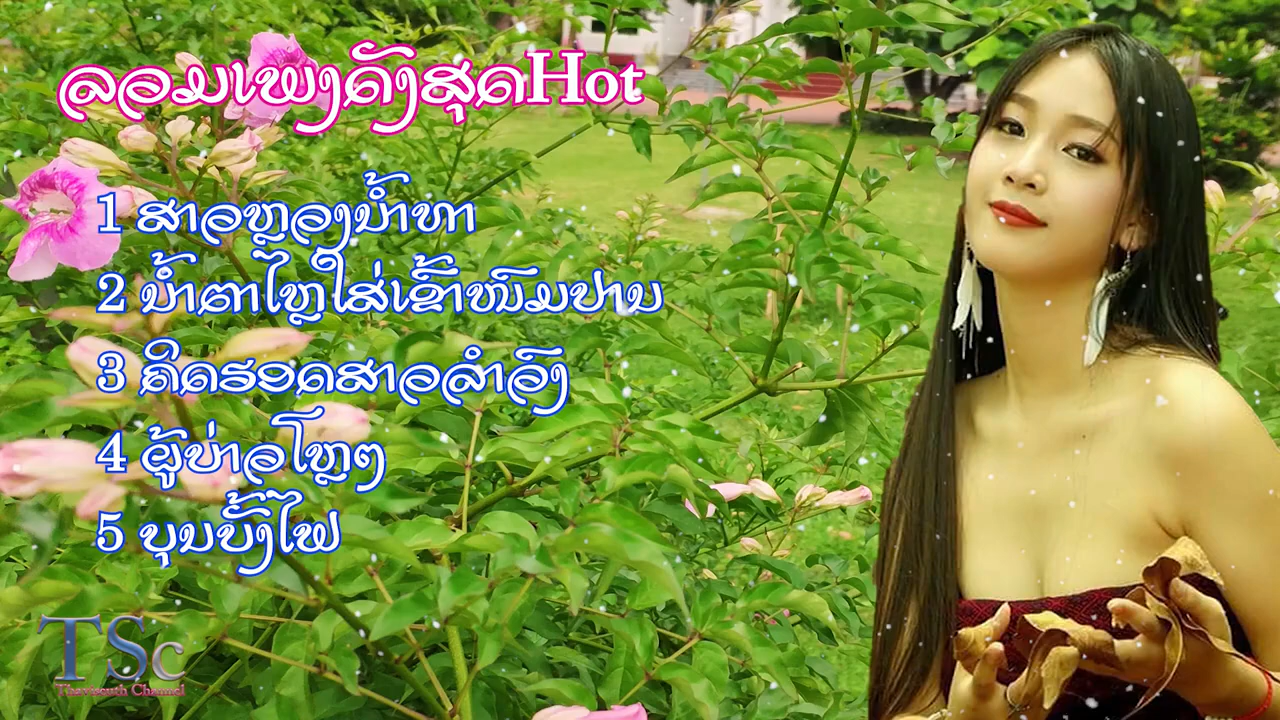 ລວມເພງດັງສຸດHot
1 ສາວຫຼວງນ້ຳທາ
2 ນ້ຳຕາໄຫຼໃສ່ເຂົ້າໜົມປາບ
3 ຄິດຮອດສາວລຳວົງ
4 ຜູ້ບ່າວໂຫຼໆ
5 ບຸນບັ້ງໄຟ
TSc
Thavisouth Channel